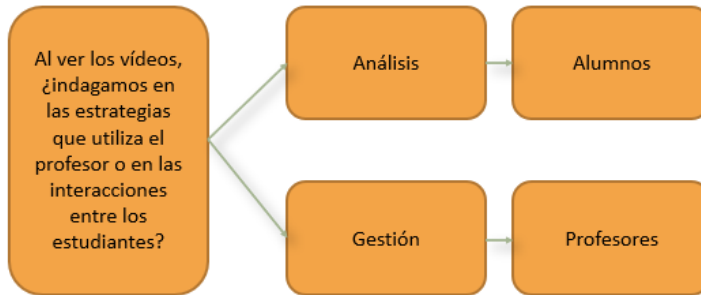 Al ver los vídeos,
¿indagamos en
las estrategias
que utiliza el
profesor o en las
interacciones
entre los
estudiantes?
Análisis
Alumnos
Gestión
Profesores